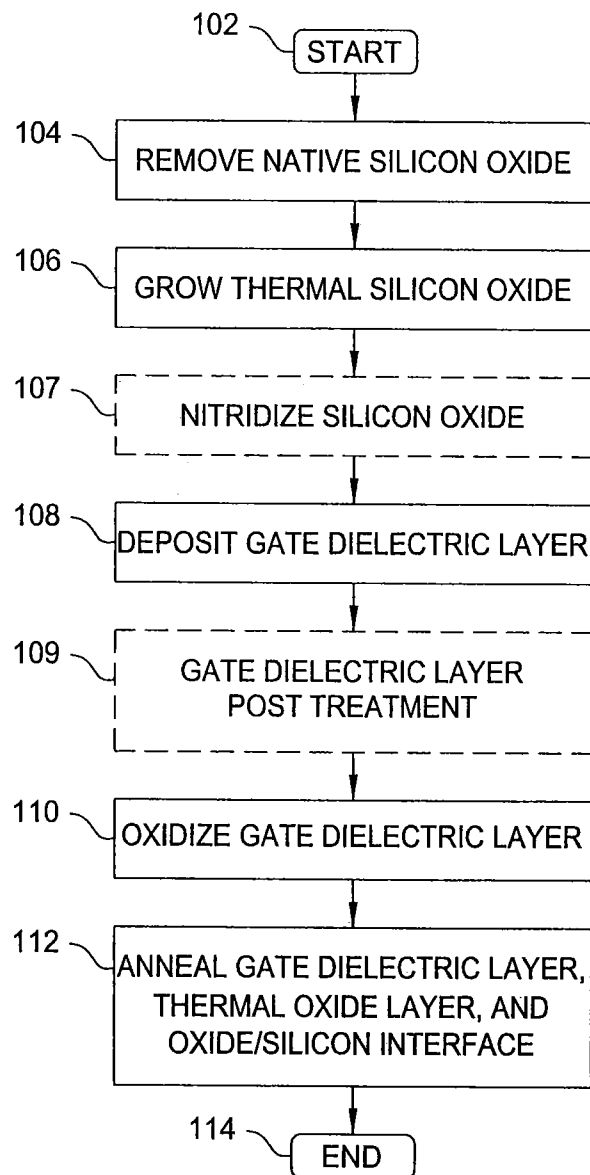 102
START
104
REMOVE NATIVE SILICON OXIDE
106
GROW THERMAL SILICON OXIDE
107
NITRIDIZE SILICON OXIDE
108
DEPOSIT GATE DIELECTRIC LAYER
109
GATE DIELECTRIC LAYER
POST TREATMENT
110
OXIDIZE GATE DIELECTRIC LAYER
112
ANNEAL GATE DIELECTRIC LAYER,
THERMAL OXIDE LAYER, AND
OXIDE/SILICON INTERFACE
114
END